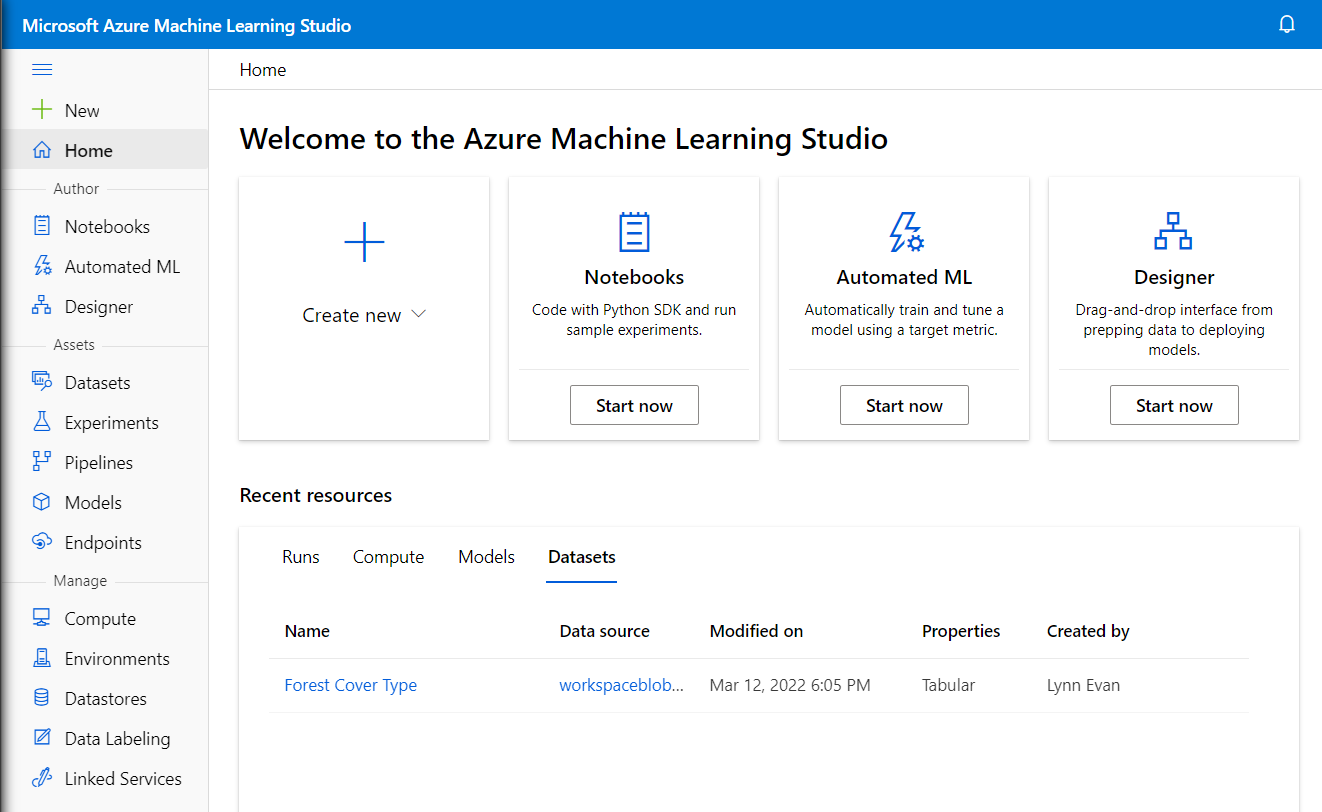 Microsoft Azure Machine Learning Studio
New
Home
Author
Notebooks
Automated ML
Designer
Assets
Datasets
Experiments
Pipelines
Models
Endpoints
Manage
Compute
Environments
Datastores
Data Labeling
Linked Services
Home
Welcome to the Azure Machine Learning Studio
Create new
Notebooks
Code with Python SDK and run
sample experiments.
Start now
Automated ML
Automatically train and tune a
model using a target metric.
Start now
Designer
Drag-and-drop interface from
prepping data to deploying
models.
Start now
Recent resources
Runs Compute Models Datasets
Name Data source Modified on Properties Created by
Forest Cover Type workspaceblob... Mar 12, 2022 6:05 PM Tabular Lynn Evan